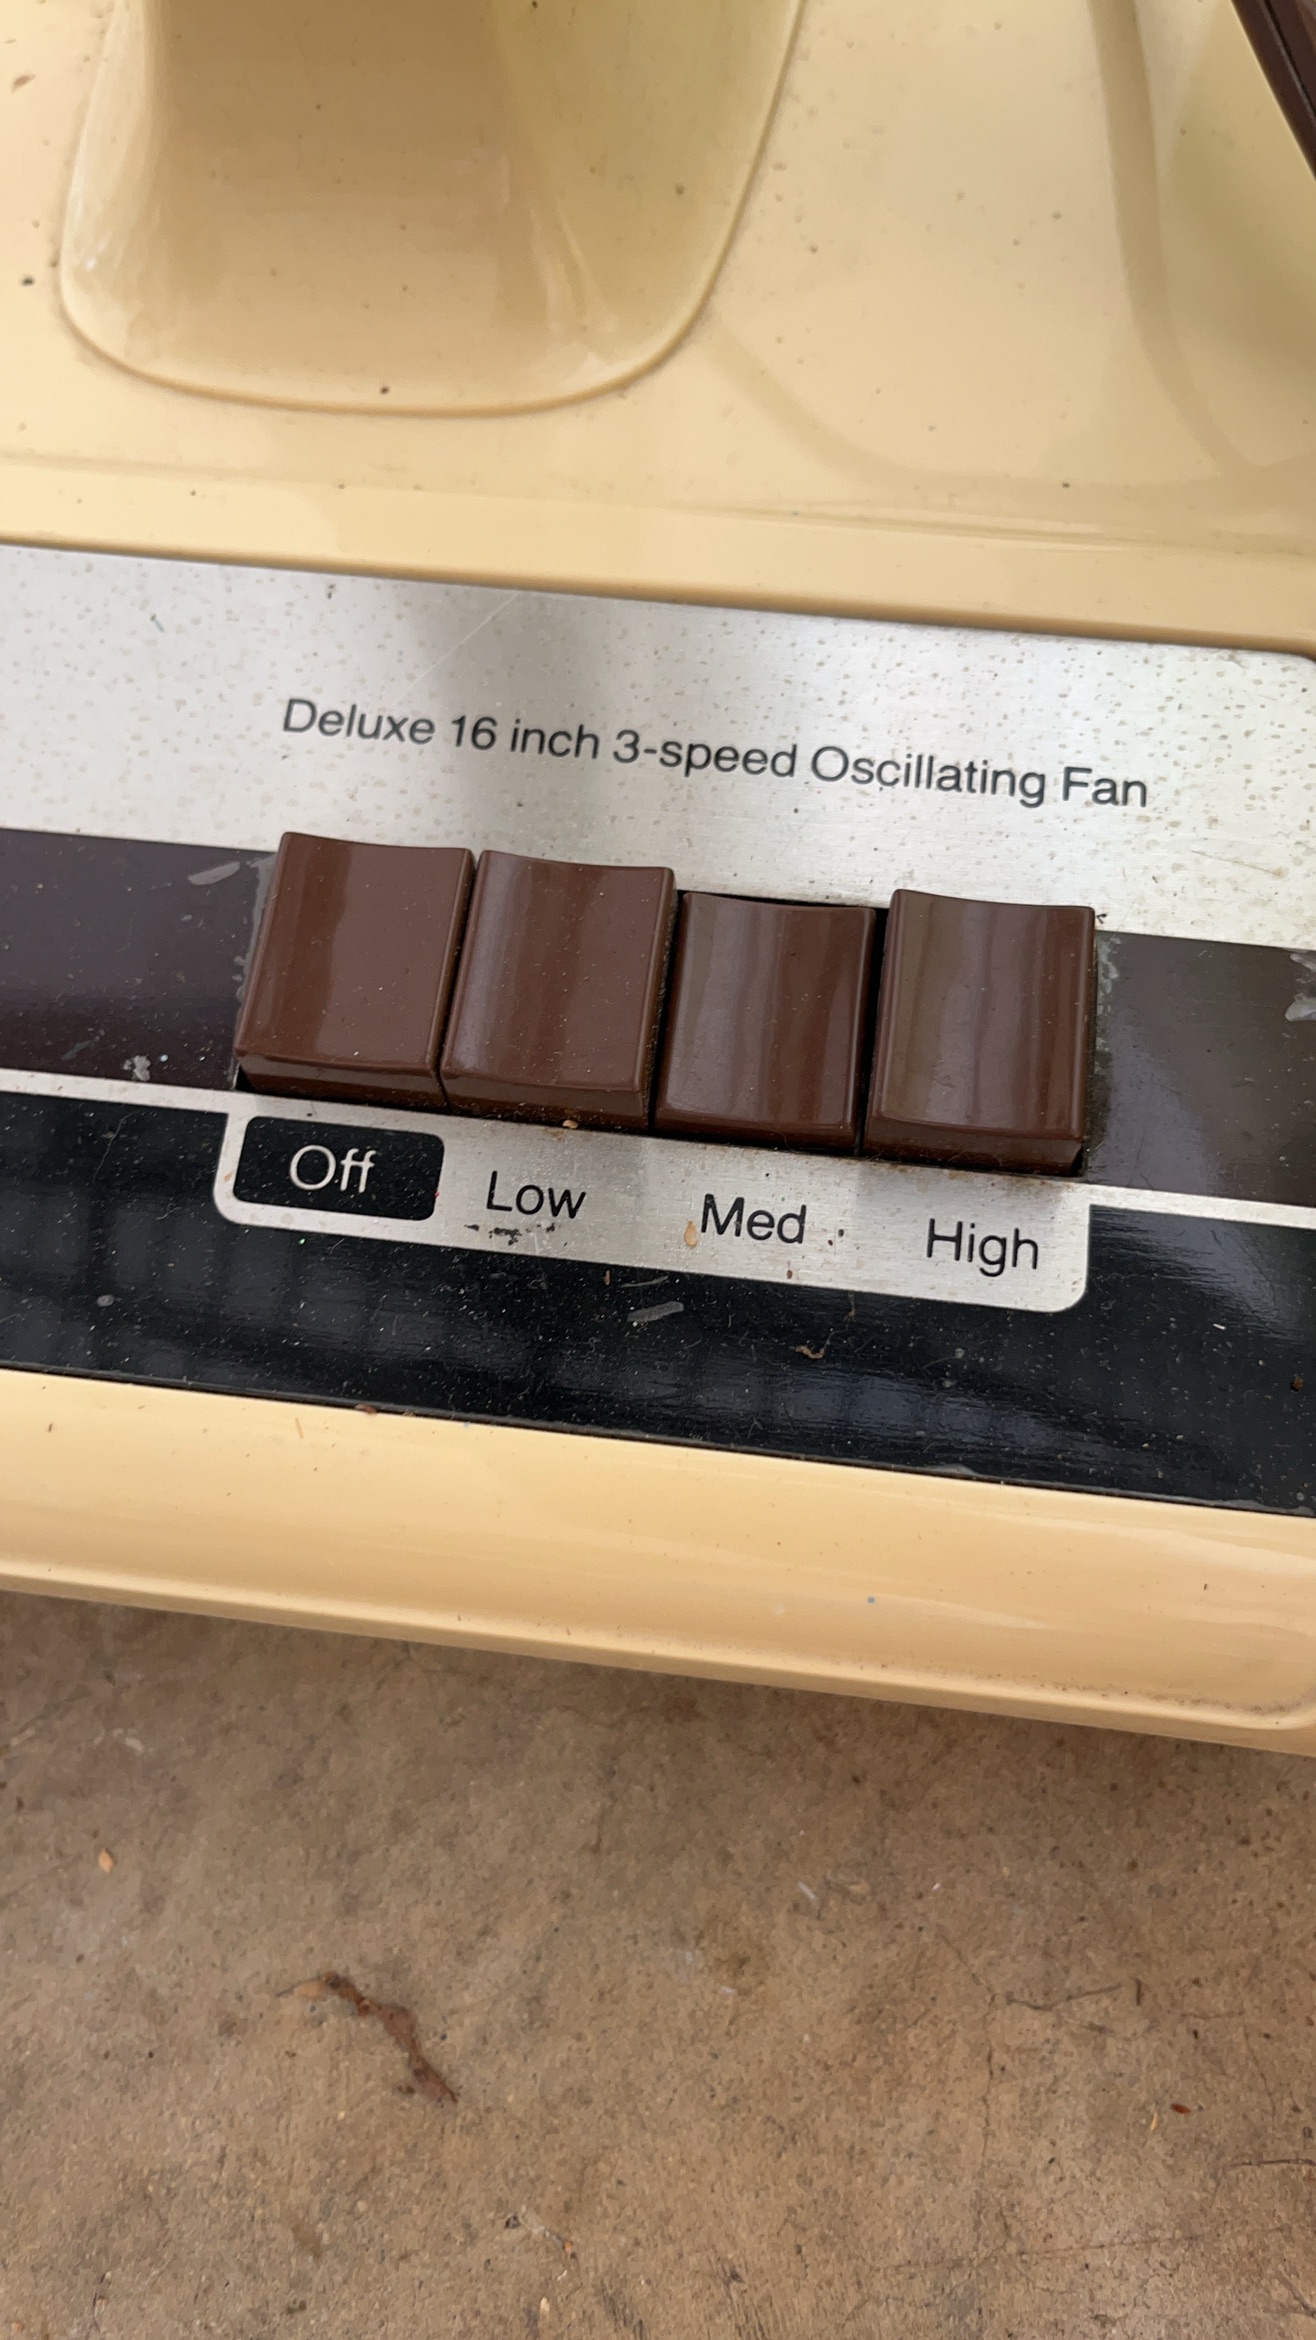 Deluxe 16 inch 3-speed Oscillating Fan
Off Low Med High